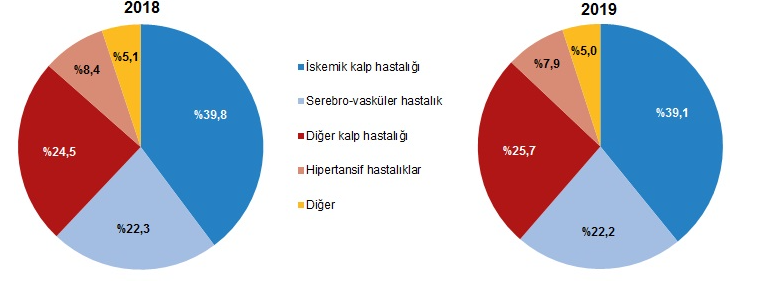 2018
%5,1
%8,4
%39,8
%24,5
%22,3
İskemik kalp hastalığı
Serebro-vasküler hastalık
Diğer kalp hastalığı
Hipertansif hastalıklar
Diğer
2019
%5,0
%7,9
%39,1
%25,7
%22,2